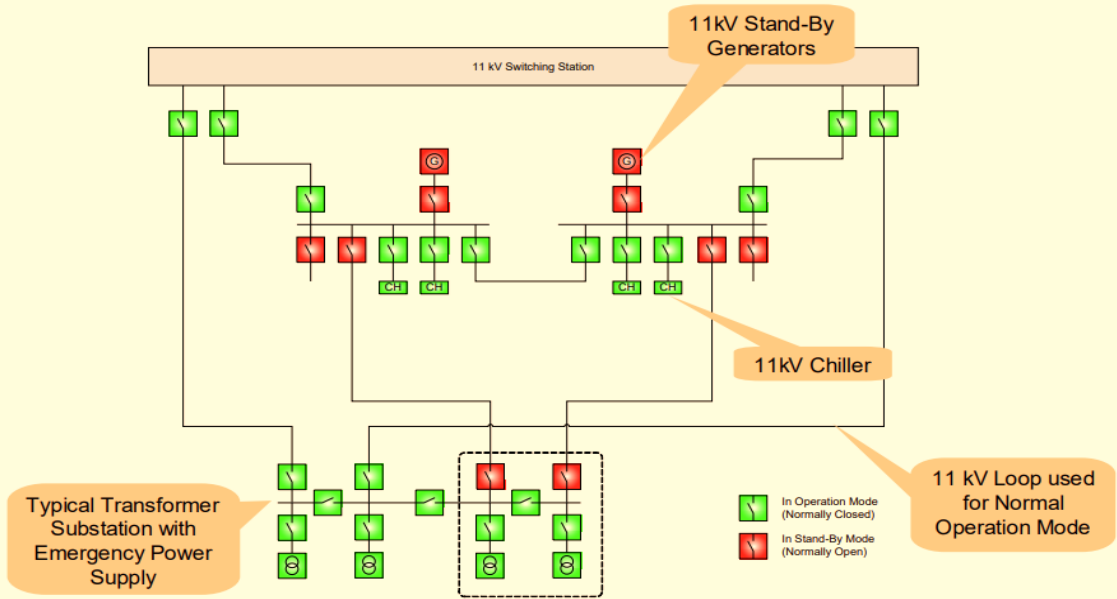 11kV Stand-By
Generators
11 kV Switching Station
G
G
CH
CH
CH
CH
11kV Chiller
Typical Transformer
Substation with
Emergency Power
Supply
In Operation Mode
(Normally Closed)
In Stand-By Mode
(Normally Open)
11 kV Loop used
for Normal
Operation Mode